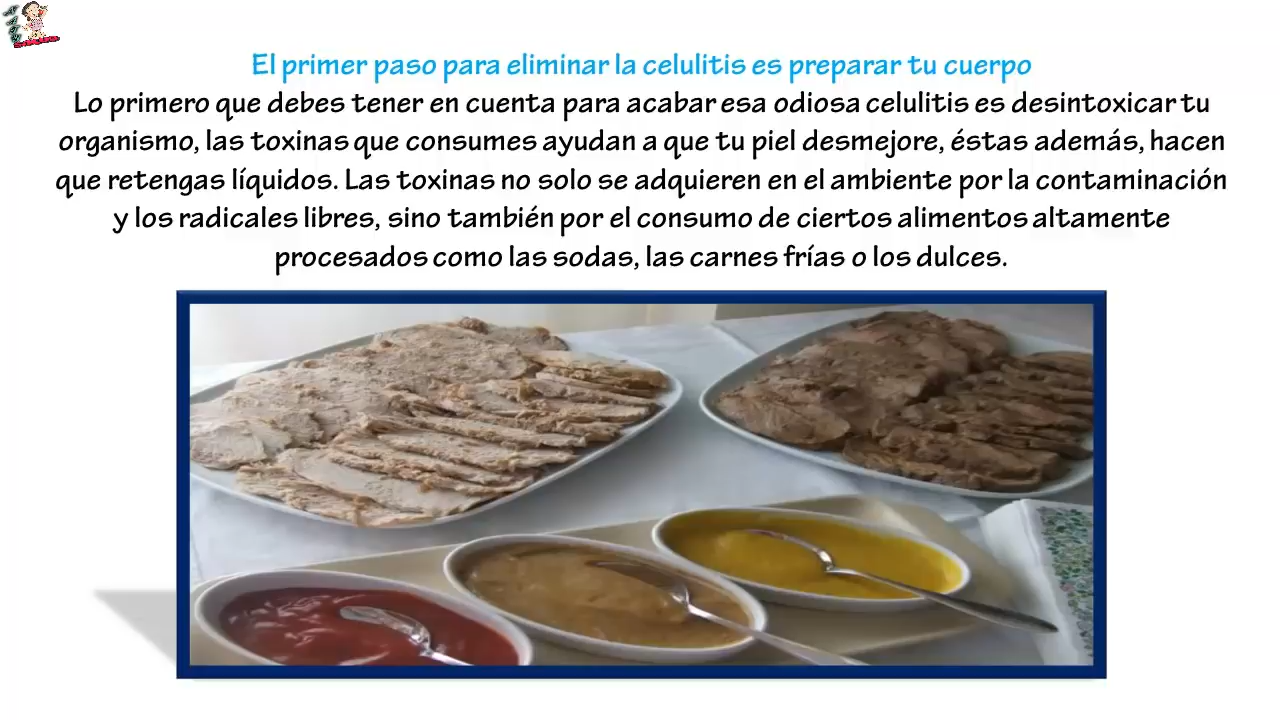 El primer paso para eliminar la celulitis es preparar tu cuerpo
Lo primero que debes tener en cuenta para acabar esa odiosa celulitis es desintoxicar tu
organismo, las toxinas que consumes ayudan a que tu piel desmejore, éstas además, hacen
que retengas líquidos. Las toxinas no solo se adquieren en el ambiente por la contaminación
y los radicales libres, sino también por el consumo de ciertos alimentos altamente
procesados como las sodas, las carnes frías o los dulces.